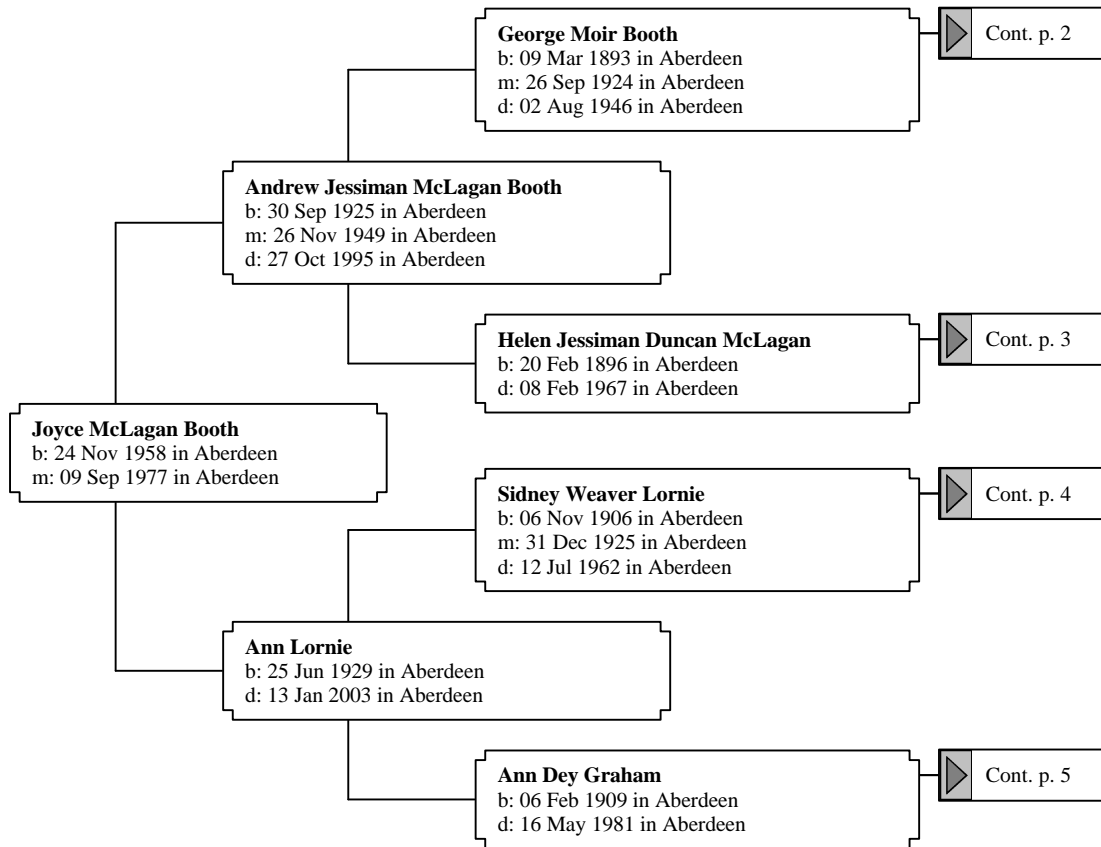 George Moir Booth
b: 09 Mar 1893 in Aberdeen
m: 26 Sep 1924 in Aberdeen
d: 02 Aug 1946 in Aberdeen
Cont. p. 2
Andrew Jessiman McLagan Booth
b: 30 Sep 1925 in Aberdeen
m: 26 Nov 1949 in Aberdeen
d: 27 Oct 1995 in Aberdeen
Helen Jessiman Duncan McLagan
b: 20 Feb 1896 in Aberdeen
d: 08 Feb 1967 in Aberdeen
Cont. p. 3
Joyce McLagan Booth
b: 24 Nov 1958 in Aberdeen
m: 09 Sep 1977 in Aberdeen
Sidney Weaver Lornie
b: 06 Nov 1906 in Aberdeen
m: 31 Dec 1925 in Aberdeen
d: 12 Jul 1962 in Aberdeen
Cont. p. 4
Ann Lornie
b: 25 Jun 1929 in Aberdeen
d: 13 Jan 2003 in Aberdeen
Ann Dey Graham
b: 06 Feb 1909 in Aberdeen
d: 16 May 1981 in Aberdeen
Cont. p. 5